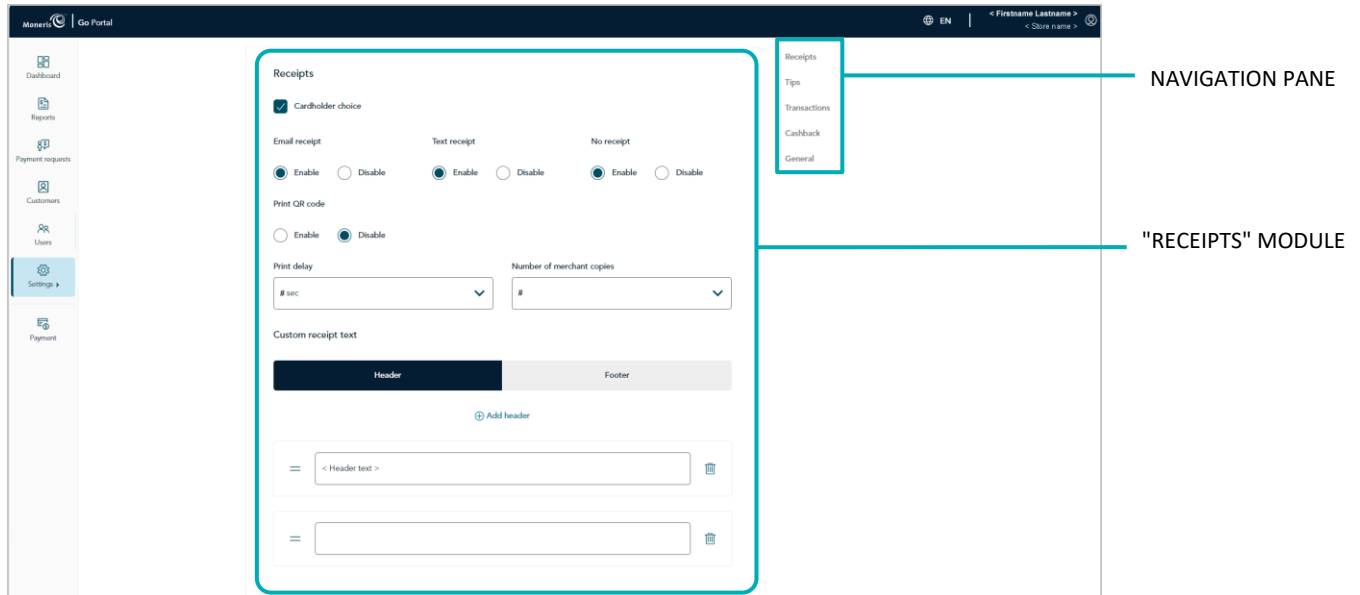 Moneris Go Portal
EN
< Firstname Lastname >
< Store name >
Dashboard
Reports
Payment requests
Customers
Users
Settings
Payment
Receipts
Cardholder choice
Email receipt Text receipt No receipt
Enable Disable Enable Disable Enable Disable
Print QR code
Enable Disable
Print delay Number of merchant copies
# sec #
Custom receipt text
Header Footer
Add header
< Header text >
Receipts
Tips
Transactions
Cashback
General
NAVIGATION PANE
"RECEIPTS" MODULE